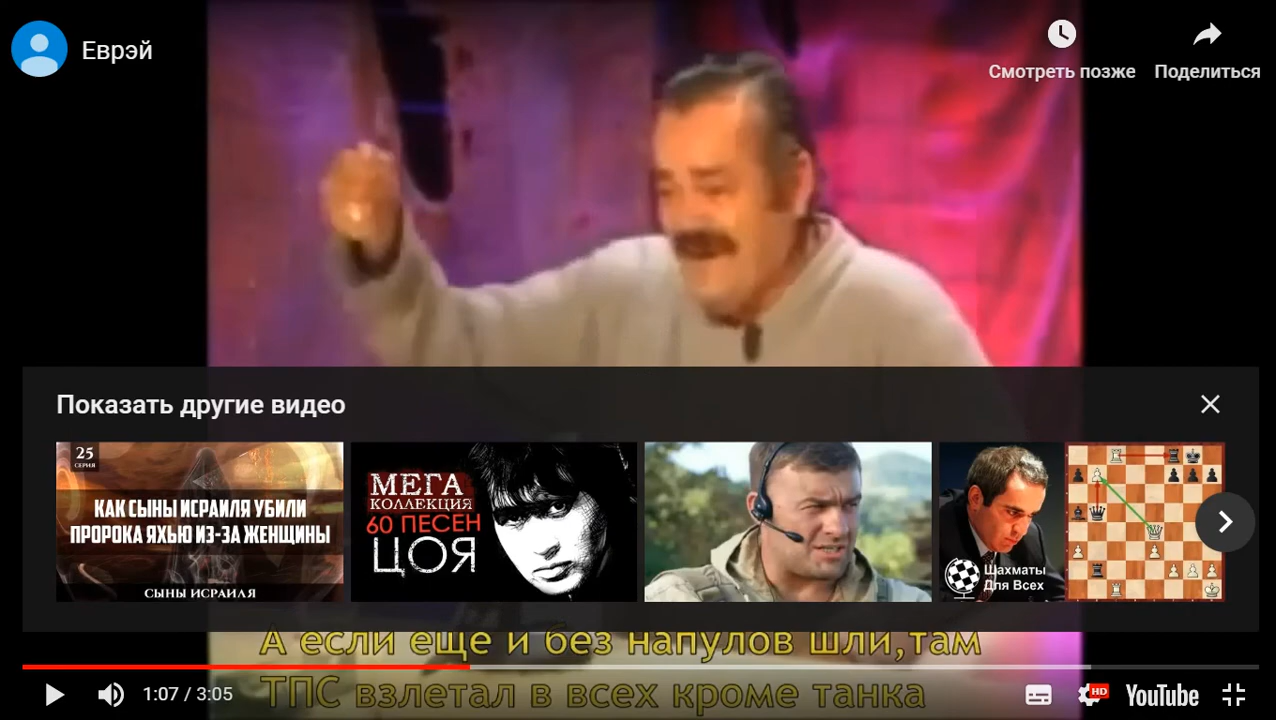 Еврэй
Смотреть позже
Поделиться
Показать другие видео
25
СЕРИЯ
КАК СЫНЫ ИСРАИЛЯ УБИЛИ
ПРОРОКА ЯХЬЮ ИЗ-ЗА ЖЕНЩИНЫ
СЫНЫ ИСРАИЛЯ
МЕГА
КОЛЛЕКЦИЯ
60 ПЕСЕН
ЦОЯ
Шахматы
Для Всех
А если еще и без напулов шли,там
ТПС взлетал в всех кроме танка
1:07 / 3:05
HD
YouTube